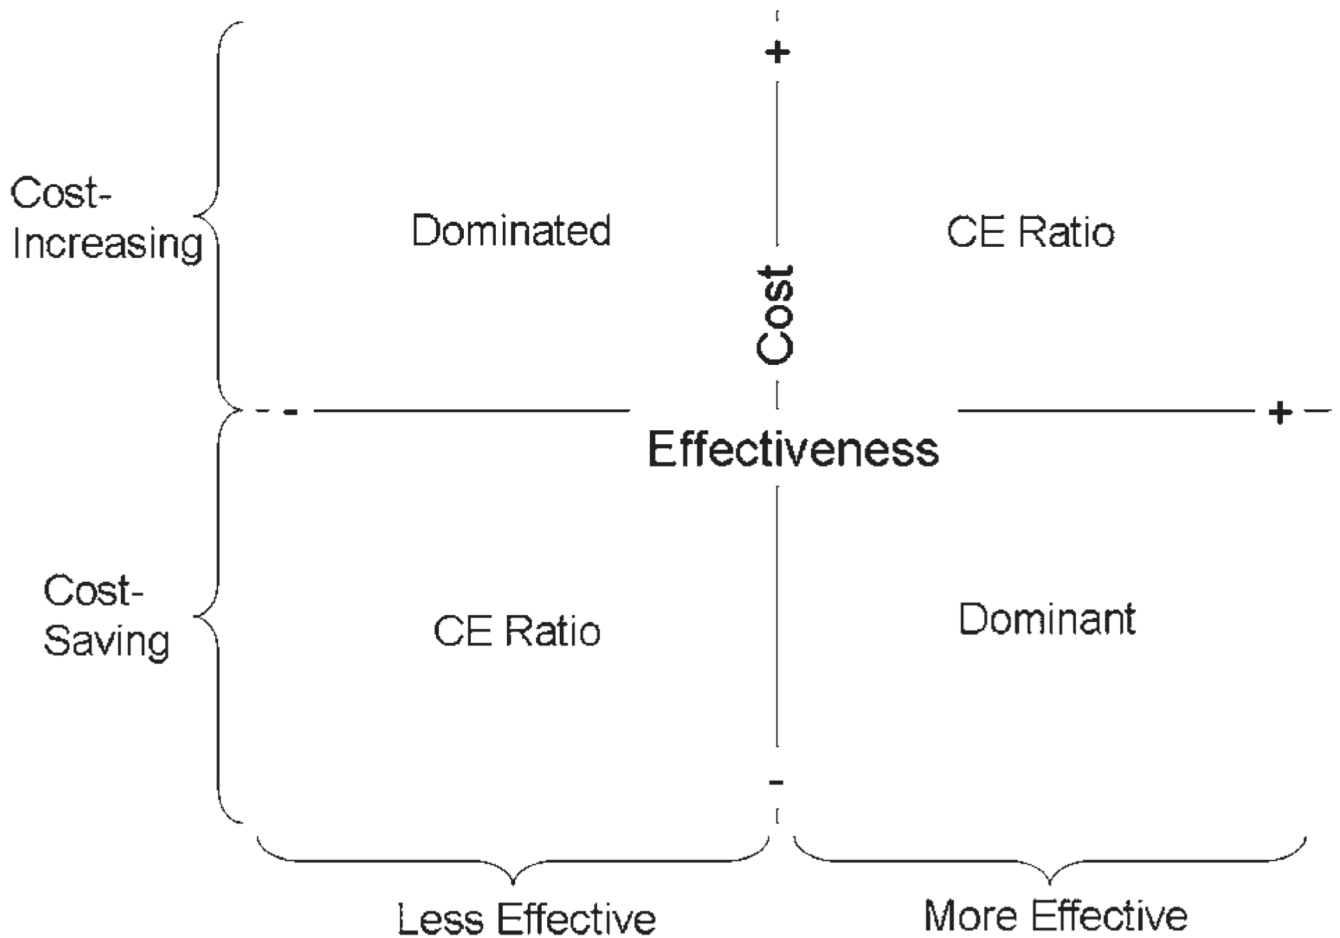 +
Cost-
Increasing
Dominated
CE Ratio
Cost
-
+
Effectiveness
Cost-
Saving
CE Ratio
Dominant
-
Less Effective
More Effective